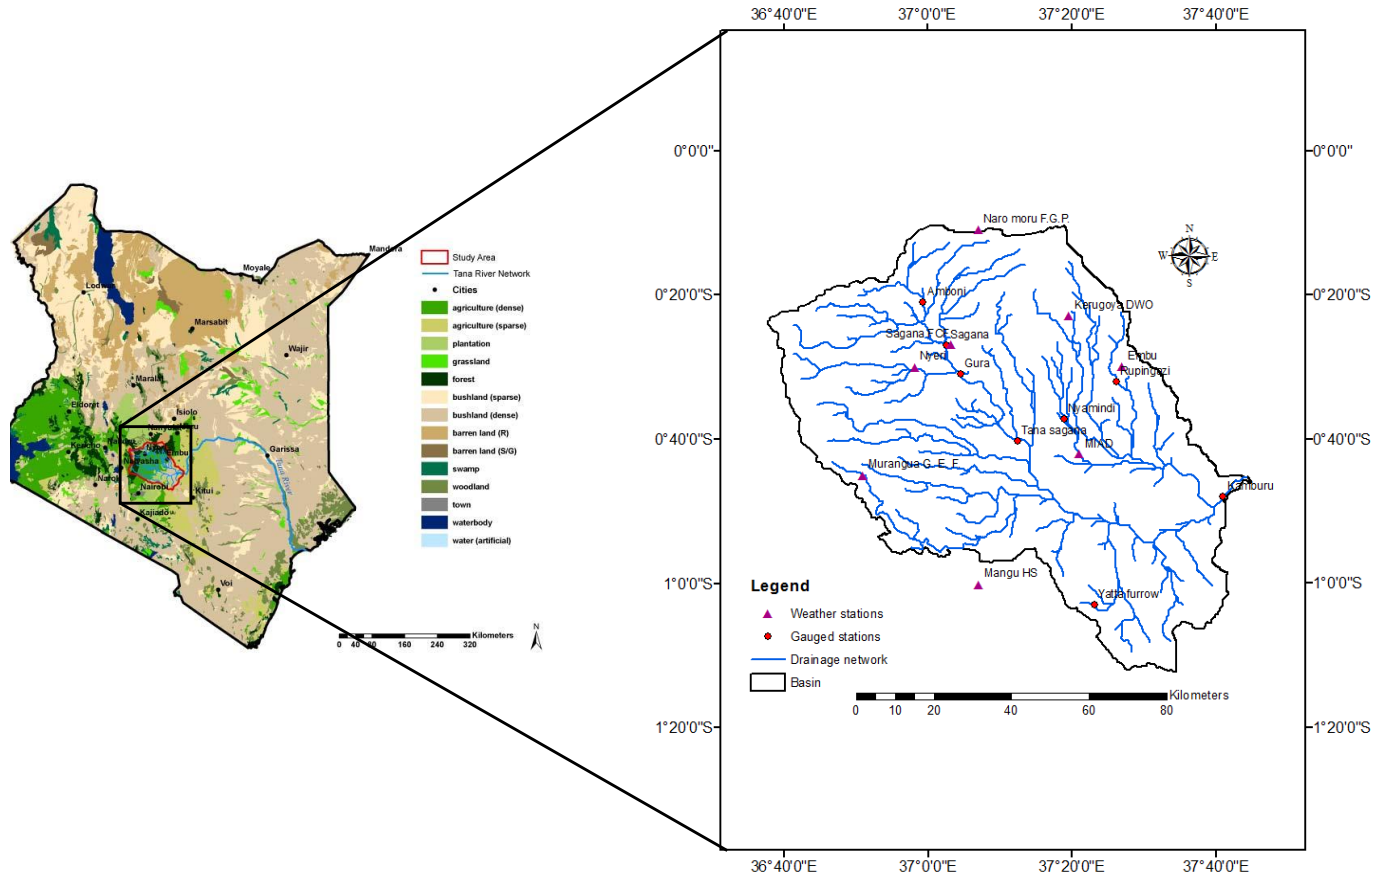 36°40'0"E 37°0'0"E 37°20'0"E 37°40'0"E
0°0'0" 0°0'0"
0°20'0"S 0°20'0"S
0°40'0"S 0°40'0"S
1°0'0"S 1°0'0"S
1°20'0"S 1°20'0"S
36°40'0"E 37°0'0"E 37°20'0"E 37°40'0"E
Mandera
Moyale
Lodwar
Marsabit
Wajir
Maralal
Eldoret
Isiolo
Embu
Garissa
Tana River
Nairobi
Kitui
Kajiado
Voi
Study Area
Tana River Network
Cities
agriculture (dense)
agriculture (sparse)
plantation
grassland
forest
bushland (sparse)
bushland (dense)
barren land (R)
barren land (S/G)
swamp
woodland
town
waterbody
water (artificial)
Kilometers
0 40 80 160 240 320
N
Naro moru F.G.P.
N
W E
S
Amboni
Kerugoya DWO
Sagana FCF
Sagana
Nyeri
Gura
Embu
Rupingazi
Nyamindi
Tana sagana
MIAD
Murangua G. E. F
Kamburu
Mangu HS
Yatta furrow
Legend
Weather stations
Gauged stations
Drainage network
Basin
Kilometers
0 10 20 40 60 80